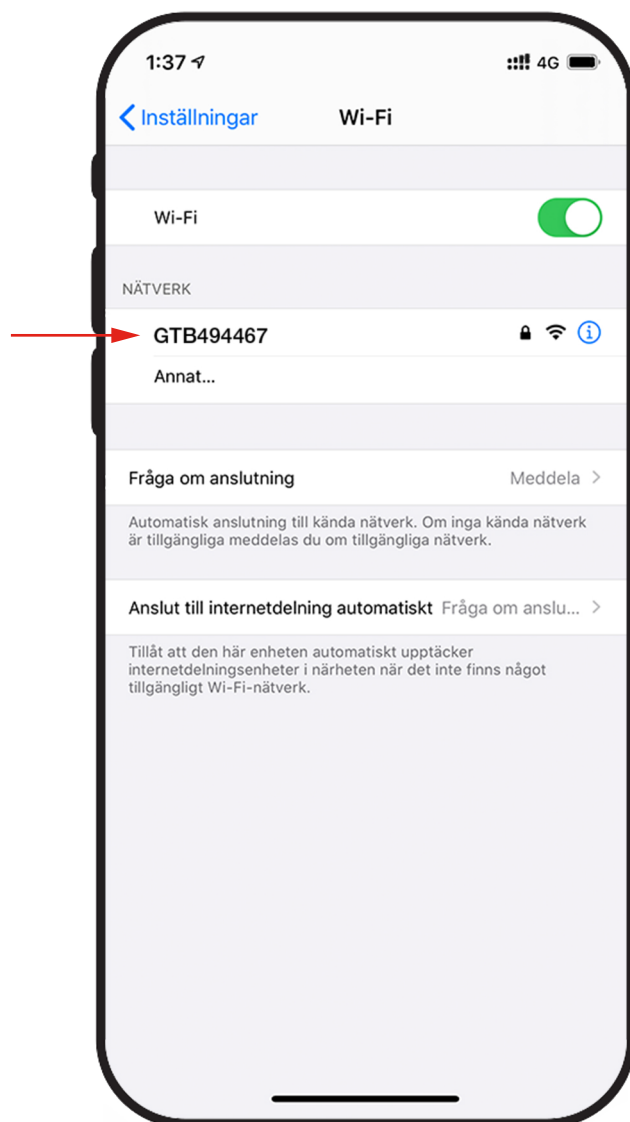 1:37 4G
Inställningar Wi-Fi
Wi-Fi
NÄTVERK
GTB494467
Annat...
Fråga om anslutning Meddela
Automatisk anslutning till kända nätverk. Om inga kända nätverk
är tillgängliga meddelas du om tillgängliga nätverk.
Anslut till internetdelning automatiskt Fråga om anslu...
Tillåt att den här enheten automatiskt upptäcker
internetdelningsenheter i närheten när det inte finns något
tillgängligt Wi-Fi-nätverk.